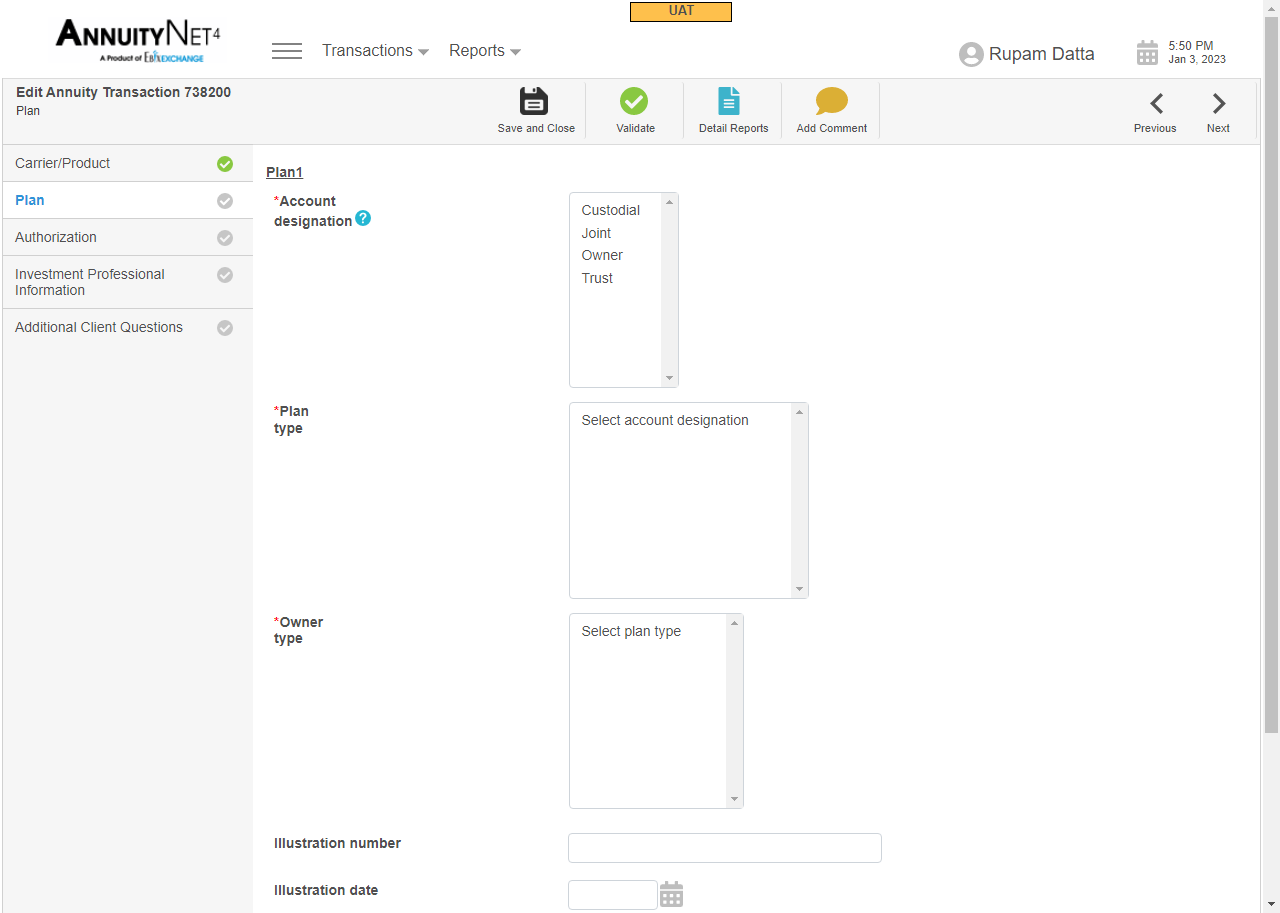 UAT
ANNUITYNET4
A Product of EBIXEXCHANGE
Transactions
Reports
Rupam Datta
5:50 PM
Jan 3, 2023
Edit Annuity Transaction 738200
Plan
Save and Close
Validate
Detail Reports
Add Comment
Previous
Next
Carrier/Product
Plan
Authorization
Investment Professional
Information
Additional Client Questions
Plan1
*Account
designation ?
Custodial
Joint
Owner
Trust
*Plan
type
Select account designation
*Owner
type
Select plan type
Illustration number
Illustration date